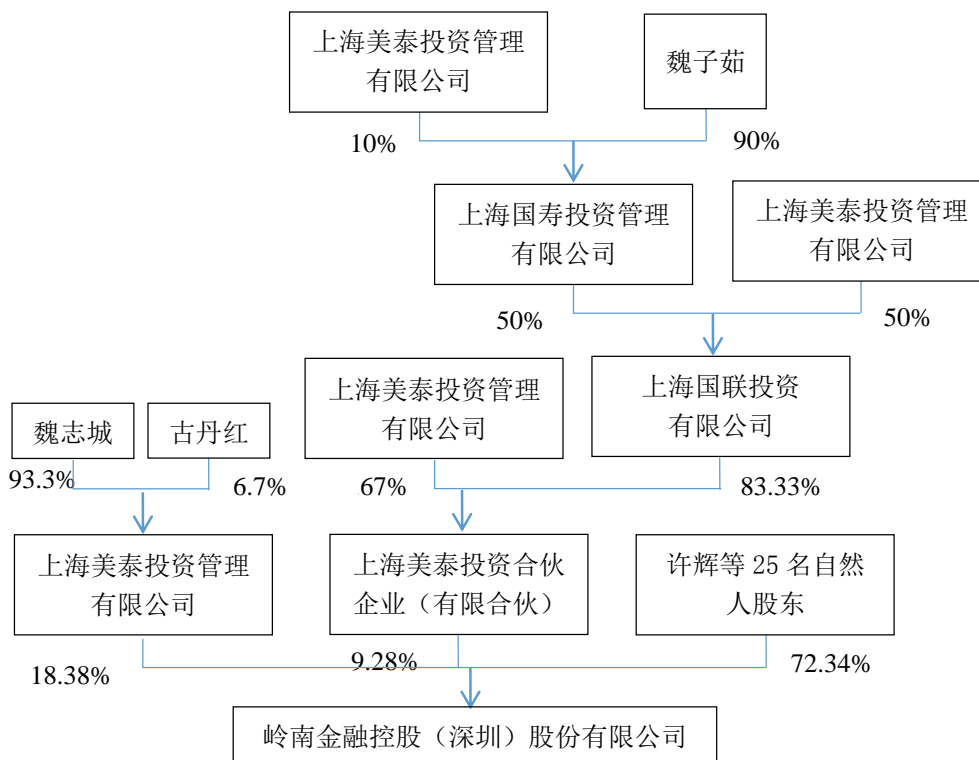 上海美泰投资管理
有限公司
魏子茹
10%
90%
上海国寿投资管理
有限公司
上海美泰投资管理
有限公司
50%
50%
魏志城
古丹红
上海美泰投资管理
有限公司
上海国联投资
有限公司
93.3%
6.7%
67%
83.33%
上海美泰投资管理
有限公司
上海美泰投资合伙
企业（有限合伙）
许辉等 25 名自然
人股东
18.38%
9.28%
72.34%
岭南金融控股（深圳）股份有限公司